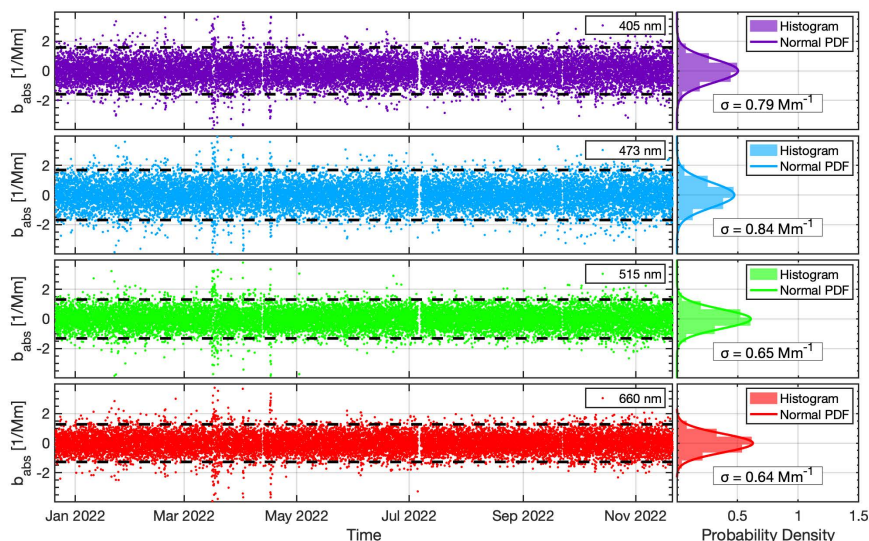 405 nm
Histogram
Normal PDF
2
0
-2
b_abs [1/Mm]
σ = 0.79 Mm⁻¹
473 nm
Histogram
Normal PDF
2
0
-2
b_abs [1/Mm]
σ = 0.84 Mm⁻¹
515 nm
Histogram
Normal PDF
2
0
-2
b_abs [1/Mm]
σ = 0.65 Mm⁻¹
660 nm
Histogram
Normal PDF
2
0
-2
b_abs [1/Mm]
σ = 0.64 Mm⁻¹
Jan 2022 Mar 2022 May 2022 Jul 2022 Sep 2022 Nov 2022
0.5 1 1.5
Time
Probability Density